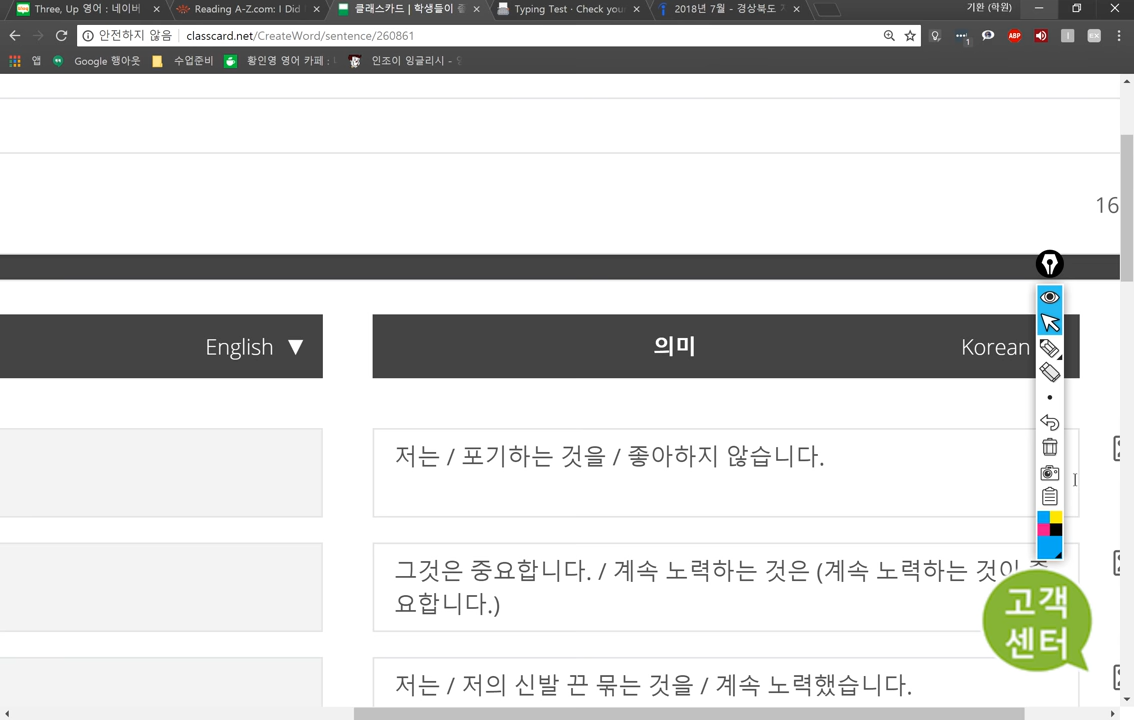 Three, Up 영어 : 네이버
Reading A-Z.com: I Did
클래스카드 | 학생들이
Typing Test · Check you
2018년 7월 - 경상북도
기환 (학원)
안전하지 않음
classcard.net/CreateWord/sentence/260861
ABP
앱
Google 행아웃
수업준비
황인영 영어 카페 :
인조이 잉글리시 -
16
English ▼
의미
Korean
저는 / 포기하는 것을 / 좋아하지 않습니다.
그것은 중요합니다. / 계속 노력하는 것은 (계속 노력하는 것이 중
요합니다.)
저는 / 저의 신발 끈 묶는 것을 / 계속 노력했습니다.
고객
센터